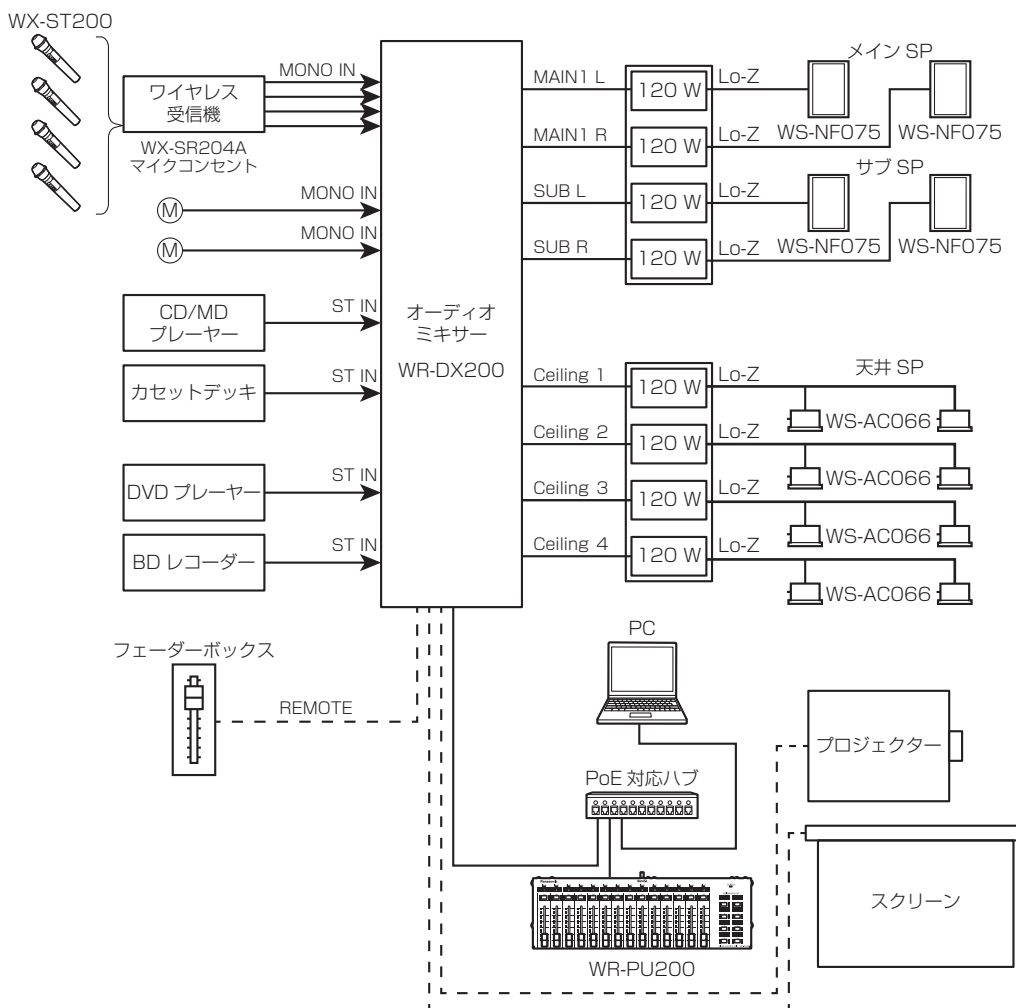 WX-ST200
ワイヤレス
受信機
WX-SR204A
マイクコンセント
MONO IN
M
MONO IN
M
MONO IN
CD/MD
プレーヤー
ST IN
カセットデッキ
ST IN
DVD プレーヤー
ST IN
BD レコーダー
ST IN
オーディオ
ミキサー
WR-DX200
MAIN1 L
120 W
Lo-Z
メイン SP
WS-NF075
WS-NF075
MAIN1 R
120 W
Lo-Z
サブ SP
SUB L
120 W
Lo-Z
WS-NF075
WS-NF075
SUB R
120 W
Lo-Z
Ceiling 1
120 W
Lo-Z
天井 SP
WS-AC066
Ceiling 2
120 W
Lo-Z
WS-AC066
Ceiling 3
120 W
Lo-Z
WS-AC066
Ceiling 4
120 W
Lo-Z
WS-AC066
フェーダーボックス
REMOTE
PC
PoE 対応ハブ
Panasonic
WR-PU200
プロジェクター
スクリーン